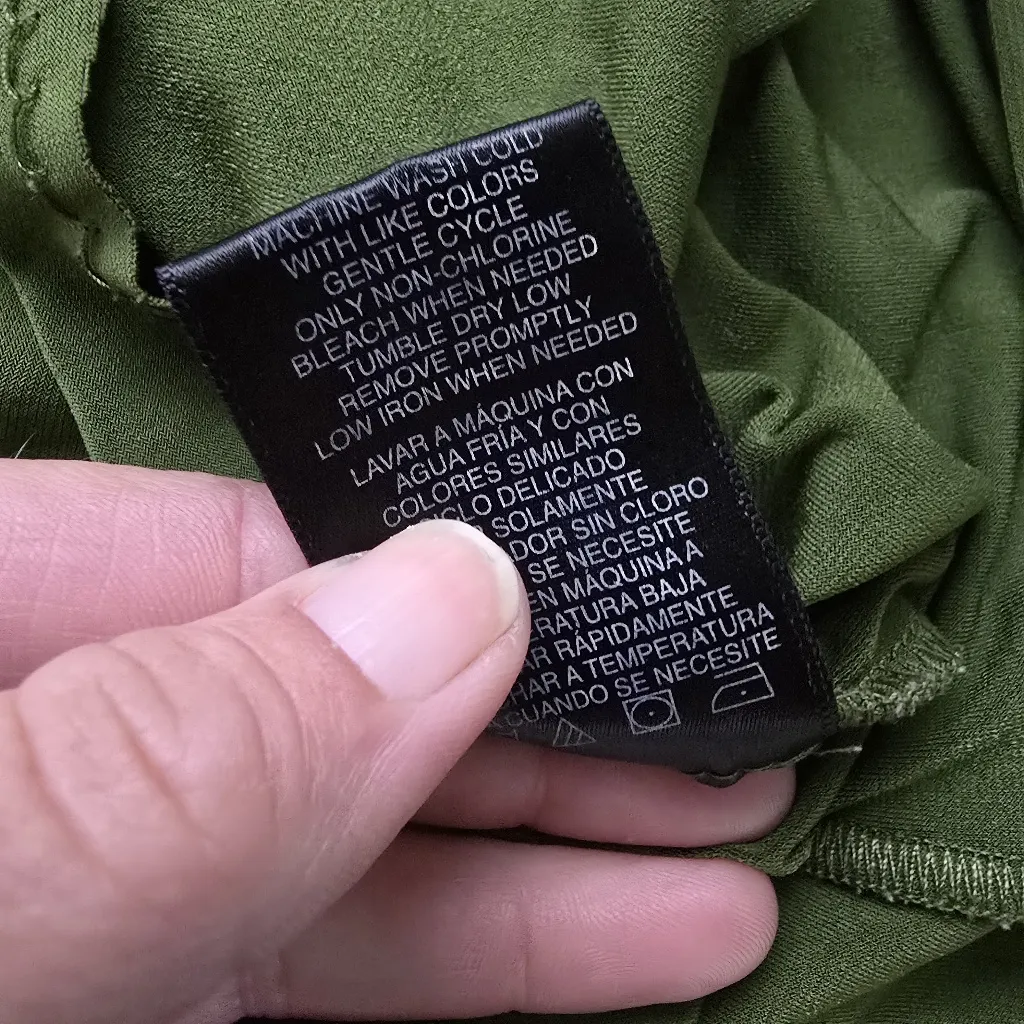 MACHINE WASH COLD
WITH LIKE COLORS
GENTLE CYCLE
ONLY NON-CHLORINE
BLEACH WHEN NEEDED
TUMBLE DRY LOW
REMOVE PROMPTLY
LOW IRON WHEN NEEDED
LAVAR A MÁQUINA CON
AGUA FRÍA Y CON
COLORES SIMILARES
DELICADO
SOLAMENTE
SIN CLORO
SE NECESITE
EN MÁQUINA A
BAJA
RÁPIDAMENTE
A TEMPERATURA
CUANDO SE NECESITE